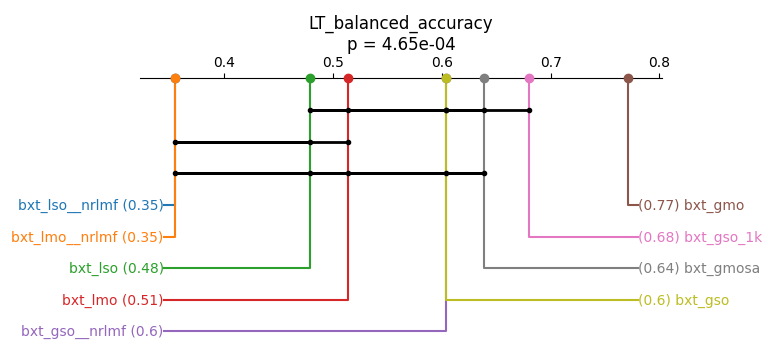 LT_balanced_accuracy
p = 4.65e-04
0.4 0.5 0.6 0.7 0.8
bxt_lso__nrlmf (0.35) (0.77) bxt_gmo
bxt_lmo__nrlmf (0.35) (0.68) bxt_gso_1k
bxt_lso (0.48) (0.64) bxt_gmosa
bxt_lmo (0.51) (0.6) bxt_gso
bxt_gso__nrlmf (0.6)